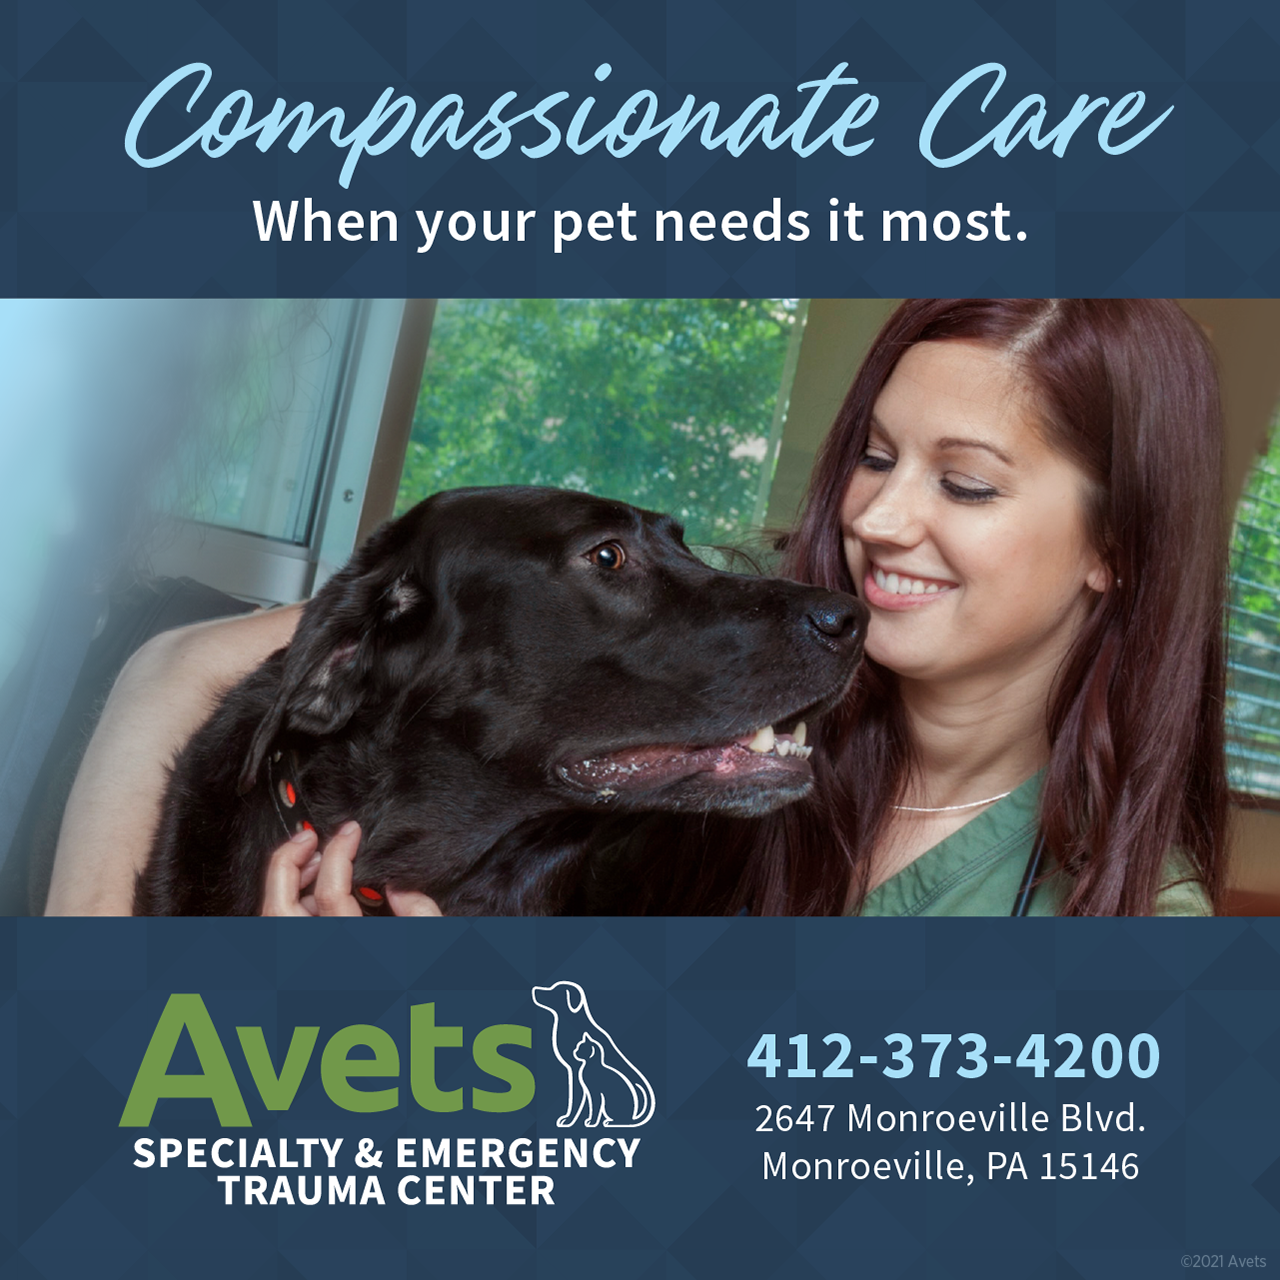 Compassionate Care
When your pet needs it most.
Avets
SPECIALTY & EMERGENCY
TRAUMA CENTER
412-373-4200
2647 Monroeville Blvd.
Monroeville, PA 15146
©2021 Avets